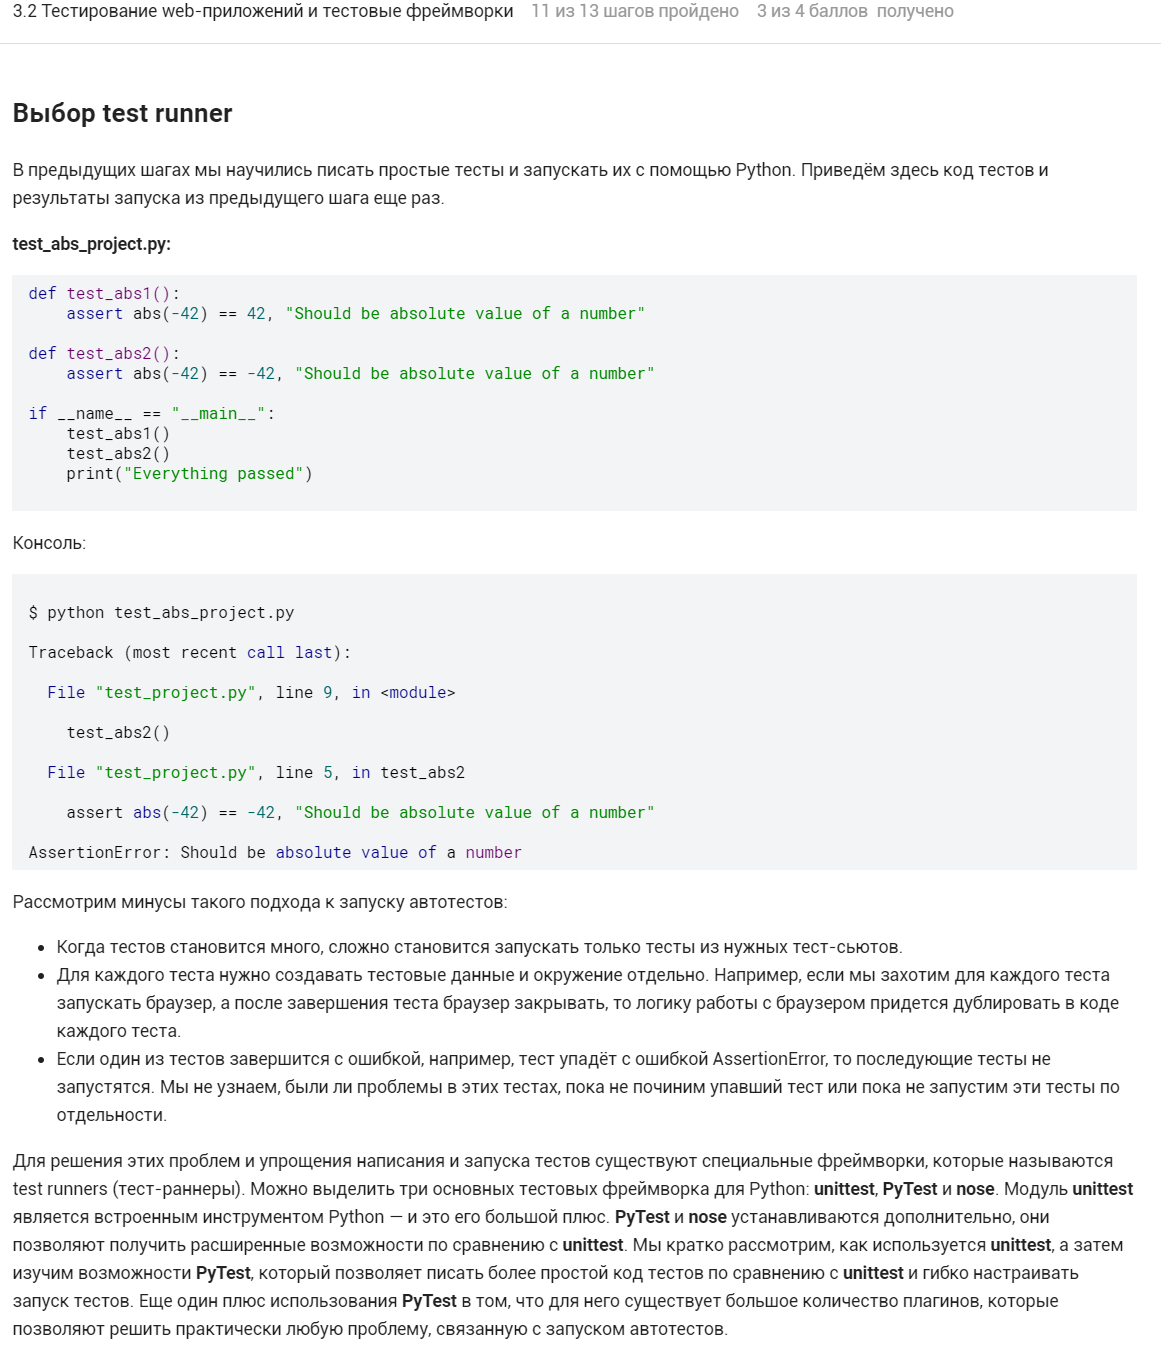 3.2 Тестирование web-приложений и тестовые фреймворки 11 из 13 шагов пройдено 3 из 4 баллов получено
Выбор test runner
В предыдущих шагах мы научились писать простые тесты и запускать их с помощью Python. Приведём здесь код тестов и
результаты запуска из предыдущего шага еще раз.
test_abs_project.py:
def test_abs1():
    assert abs(-42) == 42, "Should be absolute value of a number"
def test_abs2():
    assert abs(-42) == -42, "Should be absolute value of a number"
if __name__ == "__main__":
    test_abs1()
    test_abs2()
    print("Everything passed")
Консоль:
$ python test_abs_project.py
Traceback (most recent call last):
  File "test_project.py", line 9, in <module>
    test_abs2()
  File "test_project.py", line 5, in test_abs2
    assert abs(-42) == -42, "Should be absolute value of a number"
AssertionError: Should be absolute value of a number
Рассмотрим минусы такого подхода к запуску автотестов:
• Когда тестов становится много, сложно становится запускать только тесты из нужных тест-сьютов.
• Для каждого теста нужно создавать тестовые данные и окружение отдельно. Например, если мы захотим для каждого теста
запускать браузер, а после завершения теста браузер закрывать, то логику работы с браузером придется дублировать в коде
каждого теста.
• Если один из тестов завершится с ошибкой, например, тест упадёт с ошибкой AssertionError, то последующие тесты не
запустятся. Мы не узнаем, были ли проблемы в этих тестах, пока не починим упавший тест или пока не запустим эти тесты по
отдельности.
Для решения этих проблем и упрощения написания и запуска тестов существуют специальные фреймворки, которые называются
test runners (тест-раннеры). Можно выделить три основных тестовых фреймворка для Python: unittest, PyTest и nose. Модуль unittest
является встроенным инструментом Python — и это его большой плюс. PyTest и nose устанавливаются дополнительно, они
позволяют получить расширенные возможности по сравнению с unittest. Мы кратко рассмотрим, как используется unittest, а затем
изучим возможности PyTest, который позволяет писать более простой код тестов по сравнению с unittest и гибко настраивать
запуск тестов. Еще один плюс использования PyTest в том, что для него существует большое количество плагинов, которые
позволяют решить практически любую проблему, связанную с запуском автотестов.